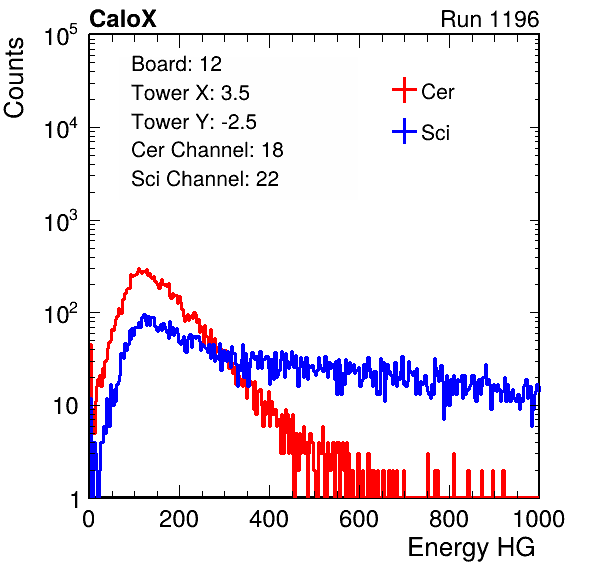 CaloX Run 1196
Counts
10^5
10^4
10^3
10^2
10
1
Board: 12
Tower X: 3.5
Tower Y: -2.5
Cer Channel: 18
Sci Channel: 22
Cer
Sci
0 200 400 600 800 1000
Energy HG